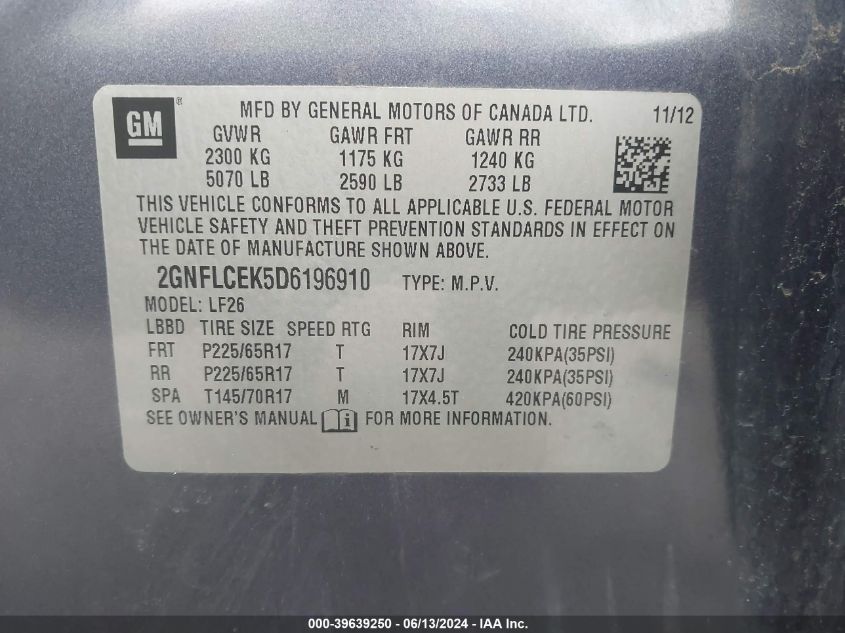 GM ® MFD BY GENERAL MOTORS OF CANADA LTD. 11/12
GVWR GAWR FRT GAWR RR
2300 KG 1175 KG 1240 KG
5070 LB 2590 LB 2733 LB
THIS VEHICLE CONFORMS TO ALL APPLICABLE U.S. FEDERAL MOTOR
VEHICLE SAFETY AND THEFT PREVENTION STANDARDS IN EFFECT ON
THE DATE OF MANUFACTURE SHOWN ABOVE.
2GNFLCEK5D6196910 TYPE: M.P.V.
MODEL: LF26
LBBD TIRE SIZE SPEED RTG RIM COLD TIRE PRESSURE
FRT P225/65R17 T 17X7J 240KPA(35PSI)
RR P225/65R17 T 17X7J 240KPA(35PSI)
SPA T145/70R17 M 17X4.5T 420KPA(60PSI)
SEE OWNER'S MANUAL i FOR MORE INFORMATION.
000-39639250 - 06/13/2024 - IAA Inc.